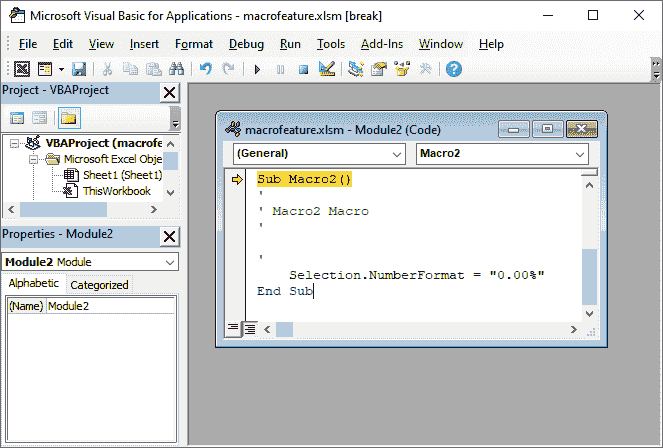 Microsoft Visual Basic for Applications - macrofeature.xlsm [break]
File Edit View Insert Format Debug Run Tools Add-Ins Window Help
Project - VBAProject
VBAProject (macrofe
Microsoft Excel Obje
Sheet1 (Sheet1)
ThisWorkbook
Properties - Module2
Module2 Module
Alphabetic Categorized
(Name) Module2
macrofeature.xlsm - Module2 (Code)
(General) Macro2
Sub Macro2()
'
' Macro2 Macro
'
'
Selection.NumberFormat = "0.00%"
End Sub